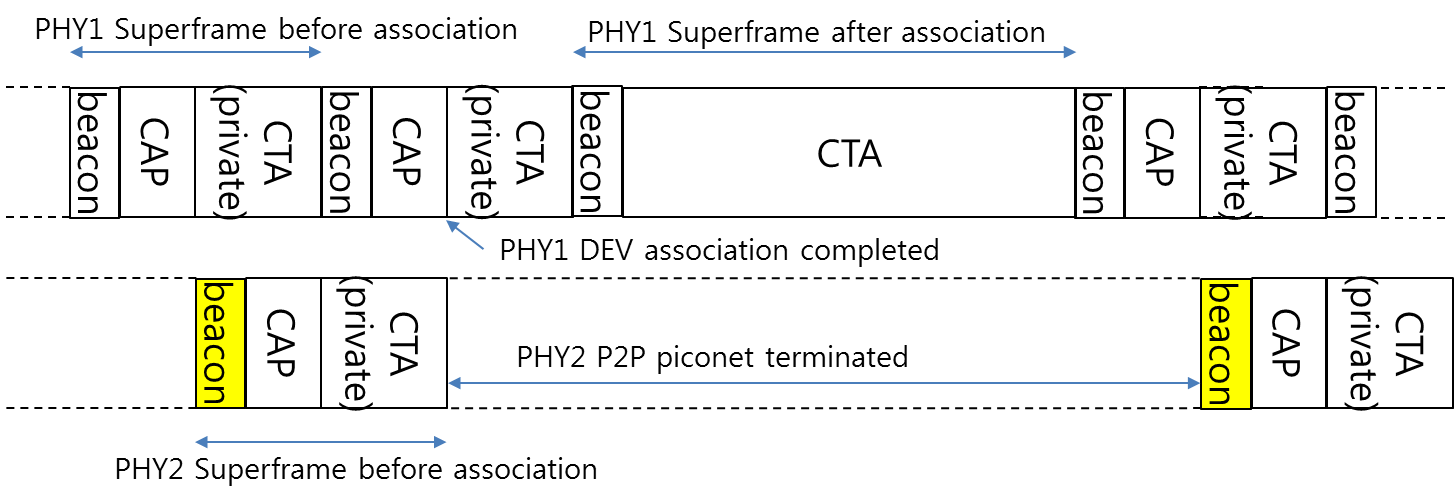 PHY1 Superframe before association
PHY1 Superframe after association
beacon
CAP
CTA
(private)
beacon
CAP
CTA
(private)
beacon
CTA
beacon
CAP
CTA
(private)
beacon
PHY1 DEV association completed
beacon
CAP
CTA
(private)
PHY2 P2P piconet terminated
beacon
CAP
CTA
(private)
PHY2 Superframe before association